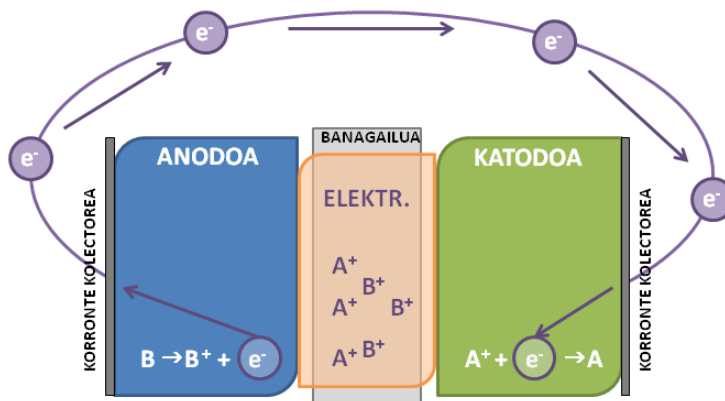 e⁻
e⁻
e⁻
e⁻
BANAGAILUA
ANODOA
KATODOA
KORRONTE KOLECTOREA
ELEKTR.
A⁺
B⁺
A⁺
B⁺
A⁺
B⁺
B → B⁺ + e⁻
A⁺ + e⁻ → A
KORRONTE KOLECTOREA